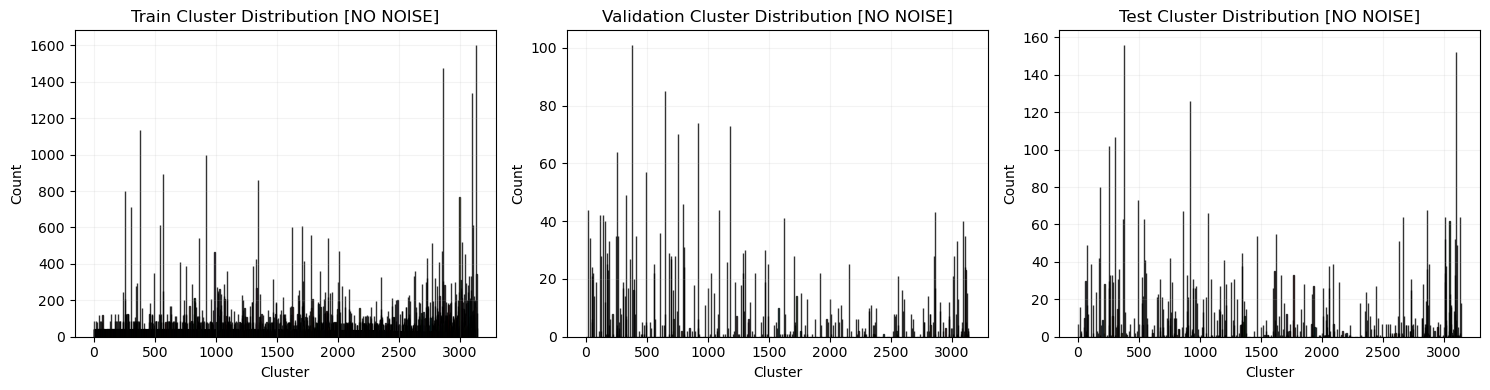 Train Cluster Distribution [NO NOISE]
1600
1400
1200
1000
800
600
400
200
0
Count
0 500 1000 1500 2000 2500 3000
Cluster
Validation Cluster Distribution [NO NOISE]
100
80
60
40
20
0
Count
0 500 1000 1500 2000 2500 3000
Cluster
Test Cluster Distribution [NO NOISE]
160
140
120
100
80
60
40
20
0
Count
0 500 1000 1500 2000 2500 3000
Cluster